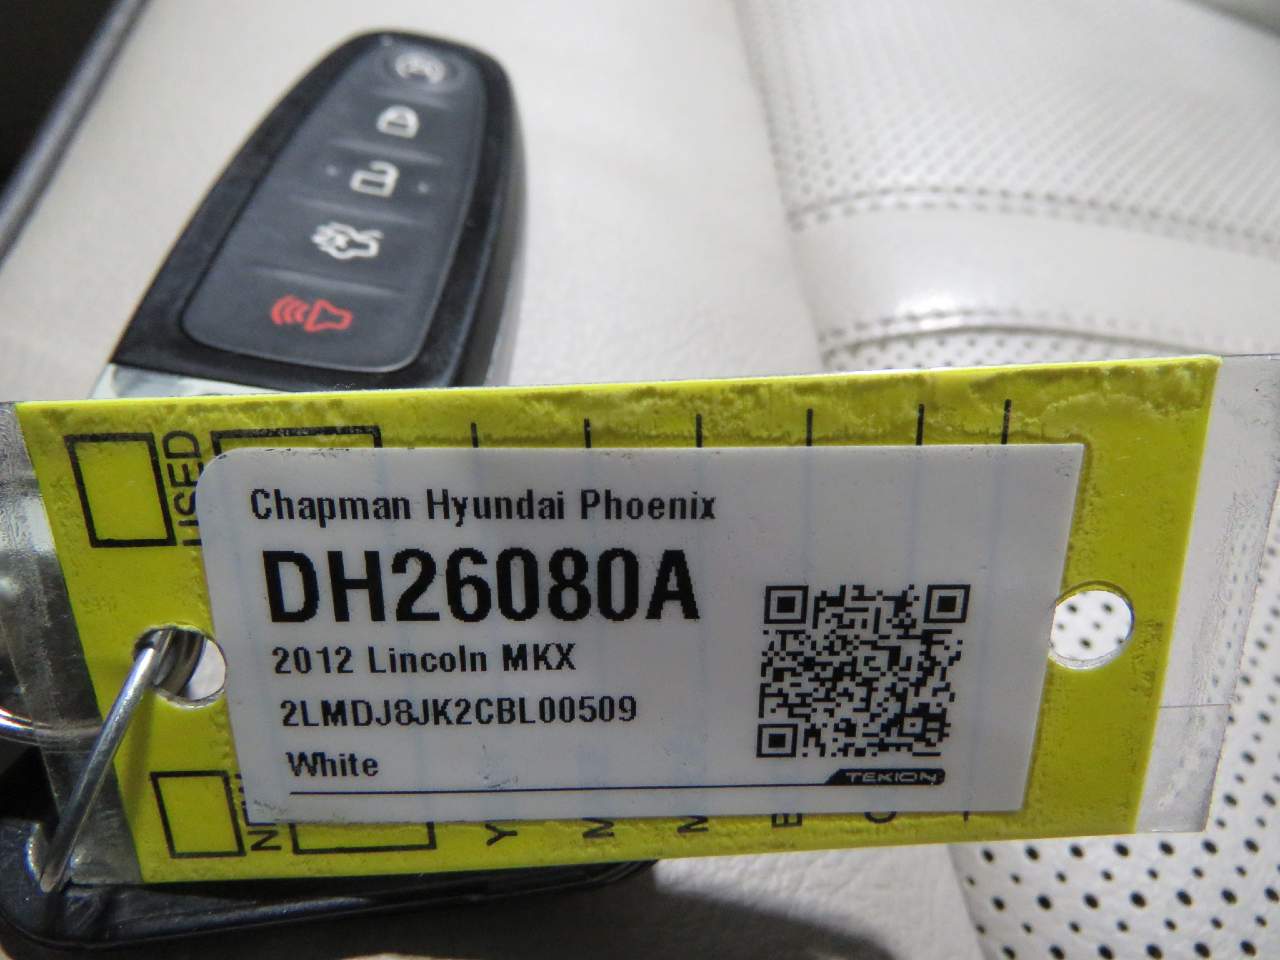 USED
Chapman Hyundai Phoenix
DH26080A
2012 Lincoln MKX
2LMDJ8JK2CBL00509
White
TEKION